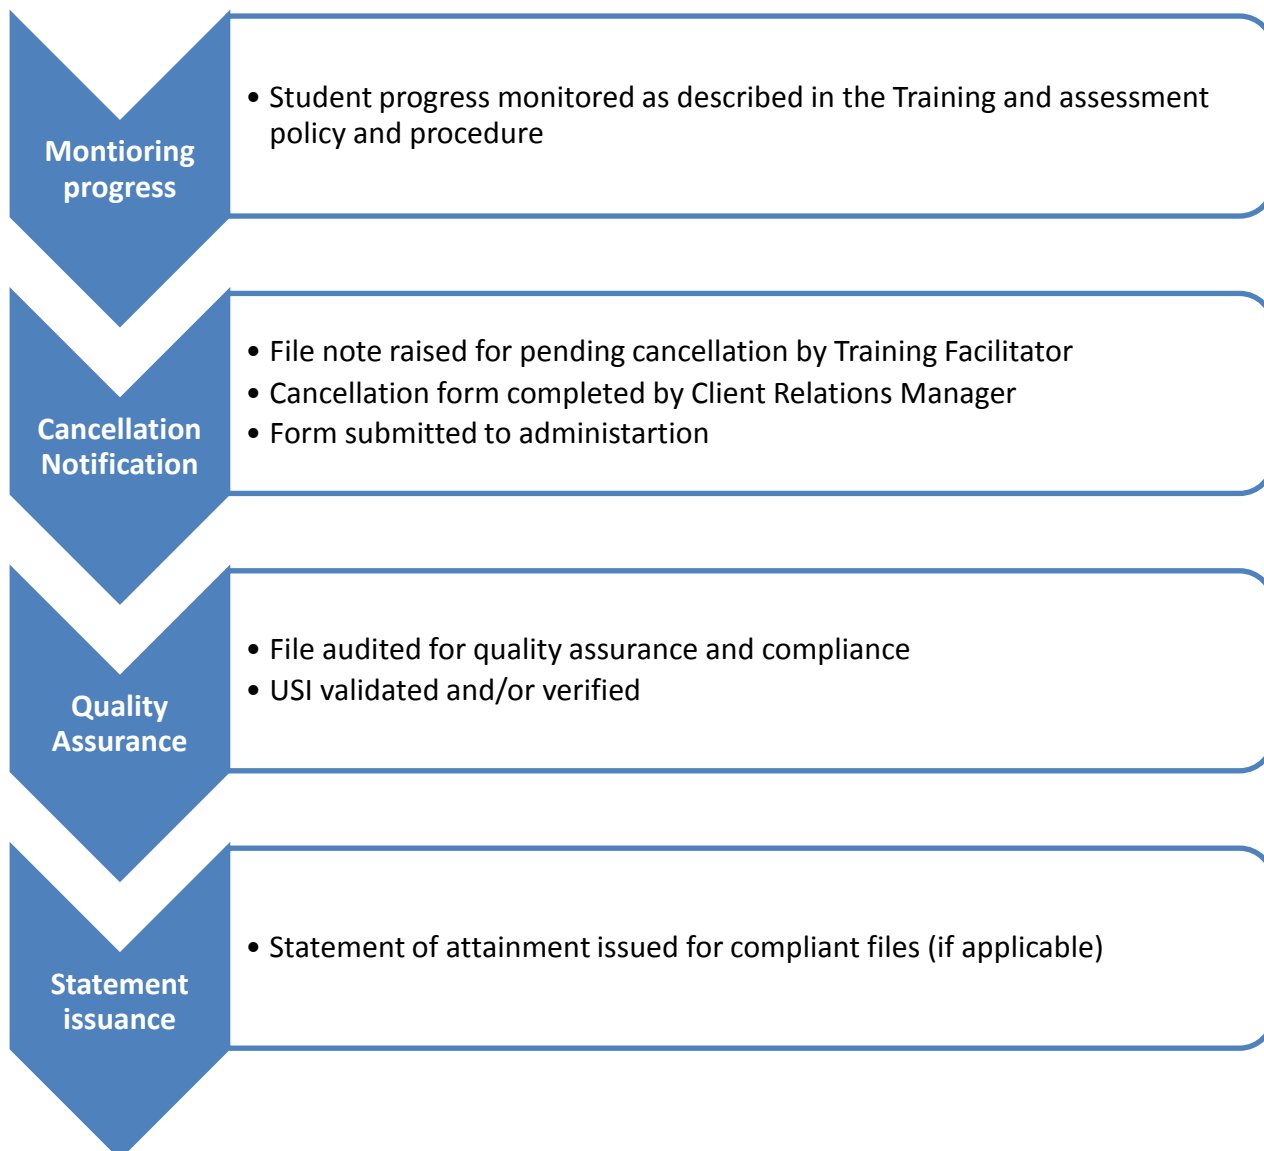 Montioring
progress
• Student progress monitored as described in the Training and assessment
policy and procedure
Cancellation
Notification
• File note raised for pending cancellation by Training Facilitator
• Cancellation form completed by Client Relations Manager
• Form submitted to administartion
Quality
Assurance
• File audited for quality assurance and compliance
• USI validated and/or verified
Statement
issuance
• Statement of attainment issued for compliant files (if applicable)